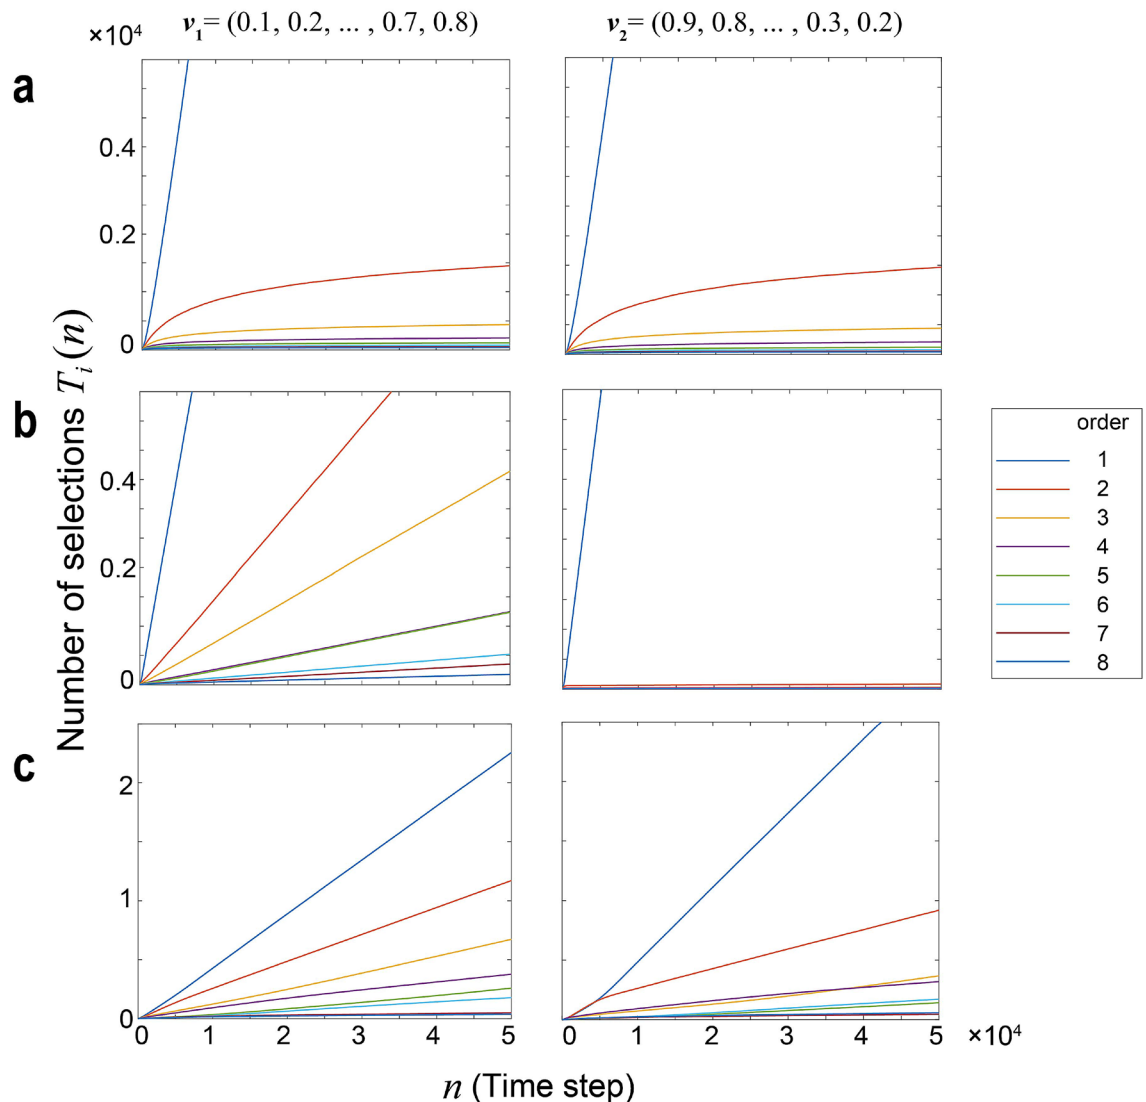 ×10⁴
v₁= (0.1, 0.2, ... , 0.7, 0.8)
v₂= (0.9, 0.8, ... , 0.3, 0.2)
a
0.4
0.2
0
b
0.4
0.2
0
order
1
2
3
4
5
6
7
8
c
2
1
0
0 1 2 3 4 5
0 1 2 3 4 5 ×10⁴
Number of selections Tᵢ(n)
n (Time step)